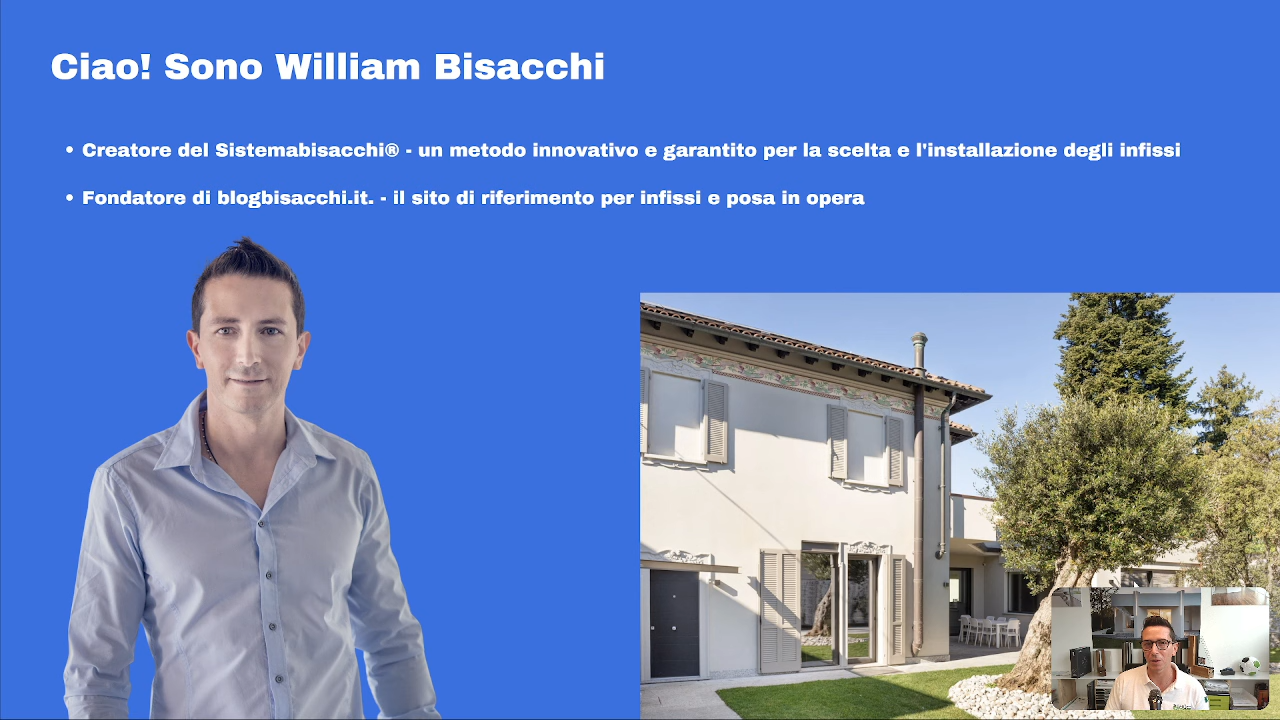 Ciao! Sono William Bisacchi
• Creatore del Sistemabisacchi® - un metodo innovativo e garantito per la scelta e l'installazione degli infissi
• Fondatore di blogbisacchi.it. - il sito di riferimento per infissi e posa in opera